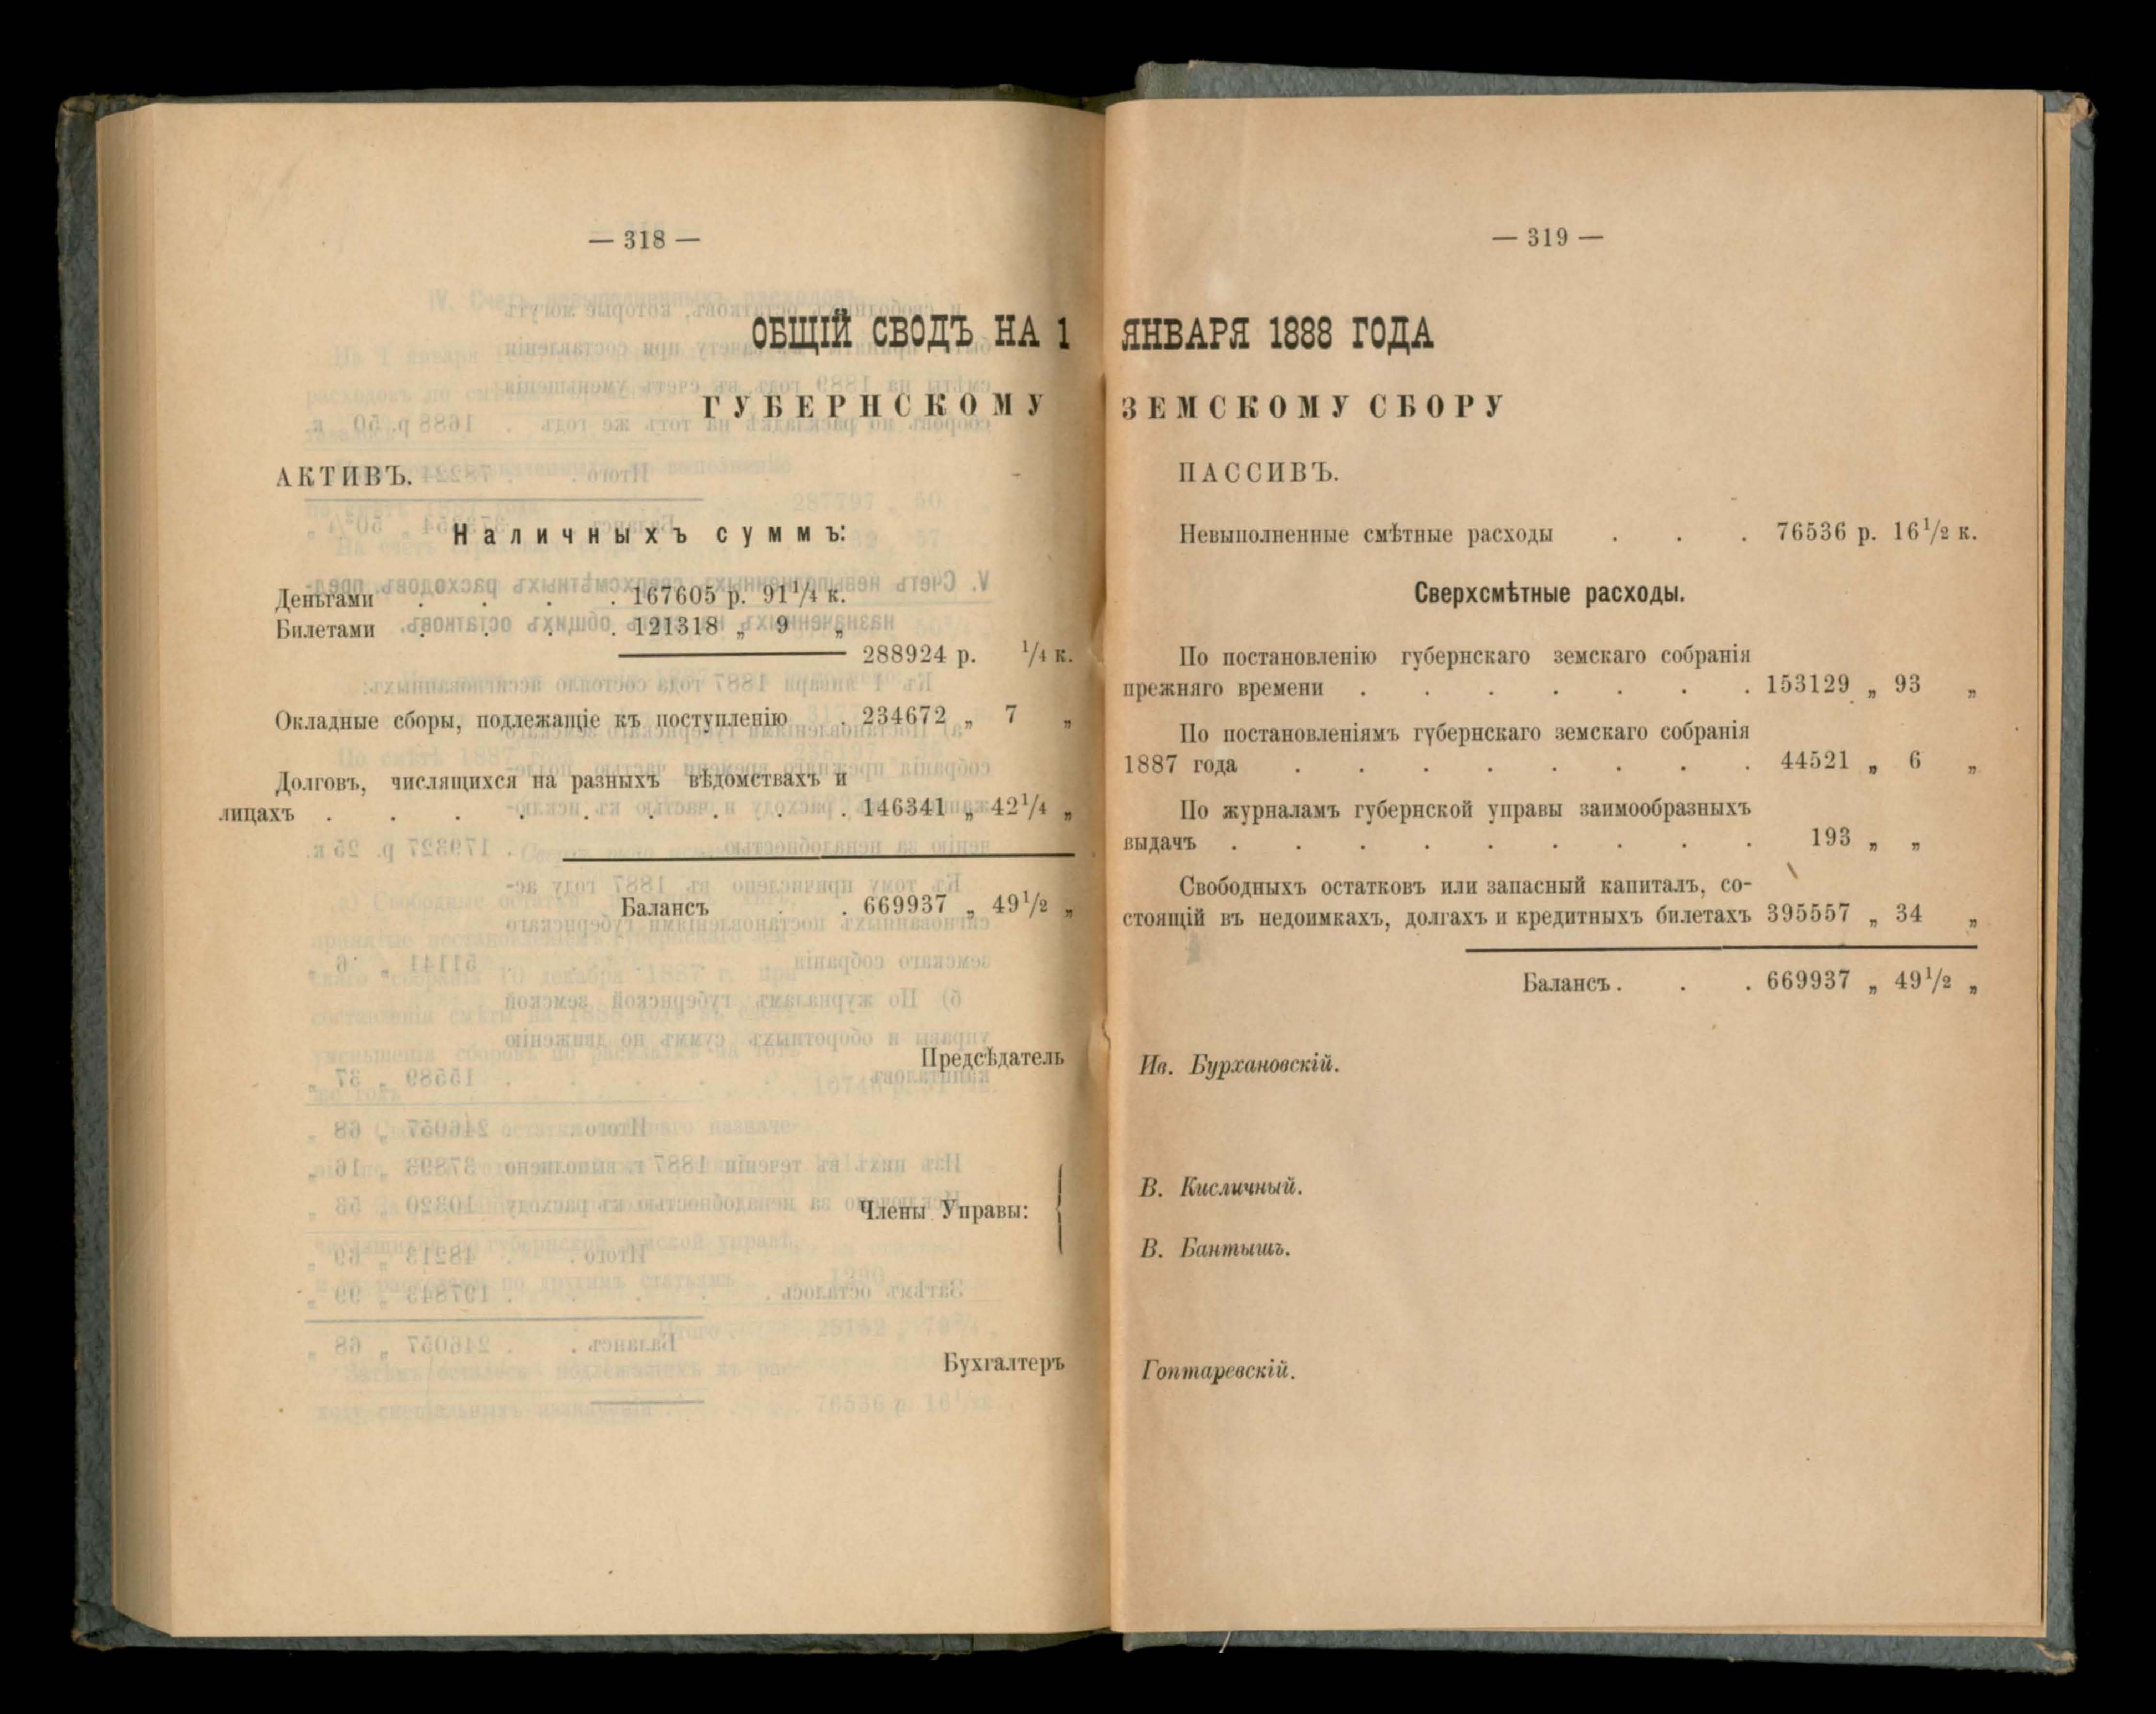 — 318 —
ОБЩІЙ СВОДЪ НА 1
ГУБЕРНСКОМУ
АКТИВЪ.
Наличныхъ суммъ:
Деньгами . . . . 167605 р. 91¹/₄ к.
Билетами . . . . 121318 „ 9 „
288924 р. ¹/₄ к.
Окладные сборы, подлежащіе къ поступленію . 234672 „ 7 „
Долговъ, числящихся на разныхъ вѣдомствахъ и
лицахъ . . . . . . . . . 146341 „ 42¹/₄ „
Балансъ . . 669937 „ 49¹/₂ „
Предсѣдатель
Члены Управы:
Бухгалтеръ
— 319 —
ЯНВАРЯ 1888 ГОДА
ЗЕМСКОМУ СБОРУ
ПАССИВЪ.
Невыполненные смѣтные расходы . . . 76536 р. 16¹/₂ к.
Сверхсмѣтные расходы.
По постановленію губернскаго земскаго собранія
прежняго времени . . . . . . . 153129 „ 93 „
По постановленіямъ губернскаго земскаго собранія
1887 года . . . . . . . . 44521 „ 6 „
По журналамъ губернской управы заимообразныхъ
выдачъ . . . . . . . . . 193 „ „
Свободныхъ остатковъ или запасный капиталъ, со-
стоящій въ недоимкахъ, долгахъ и кредитныхъ билетахъ 395557 „ 34 „
Балансъ . . . 669937 „ 49¹/₂ „
Ив. Бурхановскій.
В. Кисличный.
В. Бантышъ.
Гоптаревскій.